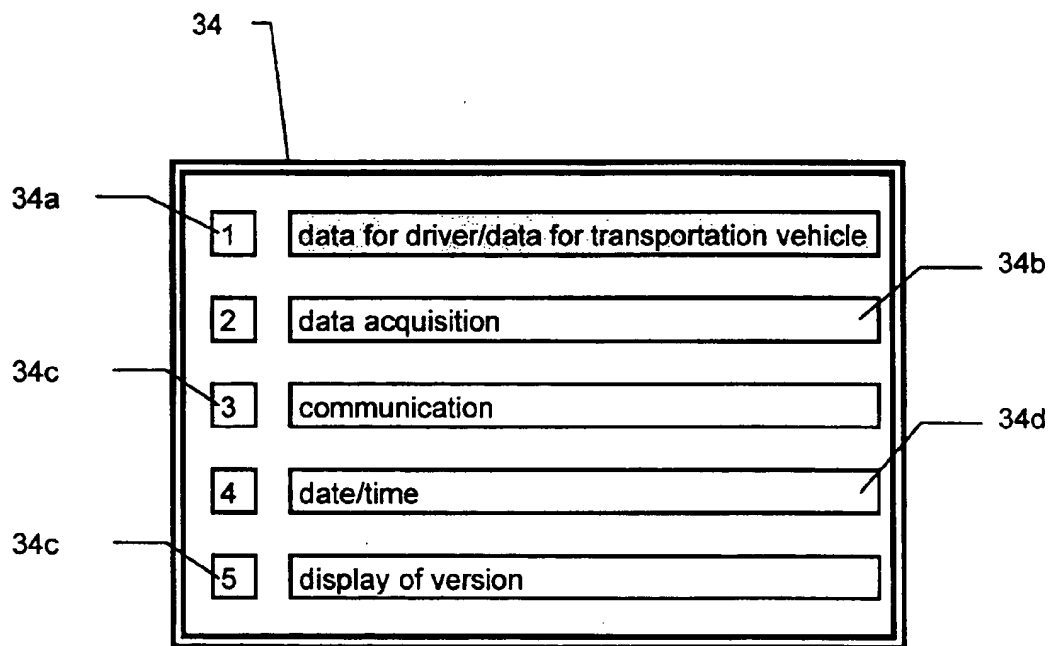 34
34a
1 data for driver/data for transportation vehicle
34b
2 data acquisition
34c
3 communication
34d
4 date/time
34c
5 display of version